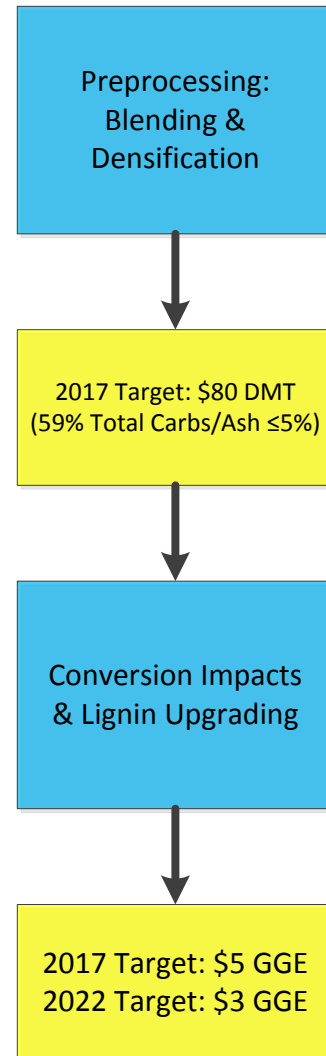 Preprocessing:
Blending &
Densification
2017 Target: $80 DMT
(59% Total Carbs/Ash ≤5%)
Conversion Impacts
& Lignin Upgrading
2017 Target: $5 GGE
2022 Target: $3 GGE